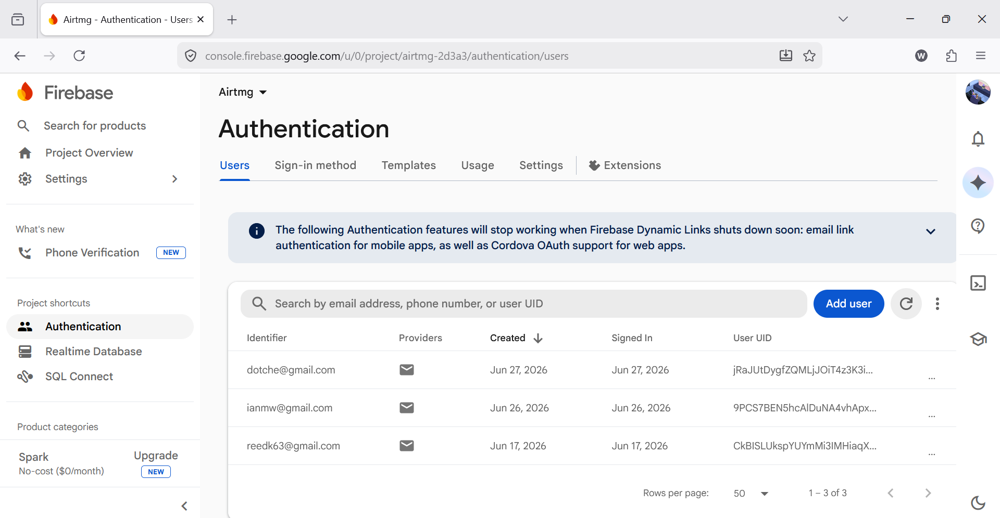 Airtmg - Authentication - Users
console.firebase.google.com/u/0/project/airtmg-2d3a3/authentication/users
W
Firebase
Search for products
Project Overview
Settings
What's new
Phone Verification NEW
Project shortcuts
Authentication
Realtime Database
SQL Connect
Product categories
Spark
No-cost ($0/month)
Upgrade
NEW
Airtmg
Authentication
Users Sign-in method Templates Usage Settings Extensions
The following Authentication features will stop working when Firebase Dynamic Links shuts down soon: email link
authentication for mobile apps, as well as Cordova OAuth support for web apps.
Search by email address, phone number, or user UID Add user
Identifier Providers Created Signed In User UID
dotche@gmail.com Jun 27, 2026 Jun 27, 2026 jRaJUtDygfZQMLjJOiT4z3K3i... ...
ianmw@gmail.com Jun 26, 2026 Jun 26, 2026 9PCS7BEN5hcAlDuNA4vhApx... ...
reedk63@gmail.com Jun 17, 2026 Jun 17, 2026 CkBISLUkspYUYmMi3IMHiaqX... ...
Rows per page: 50 1 – 3 of 3